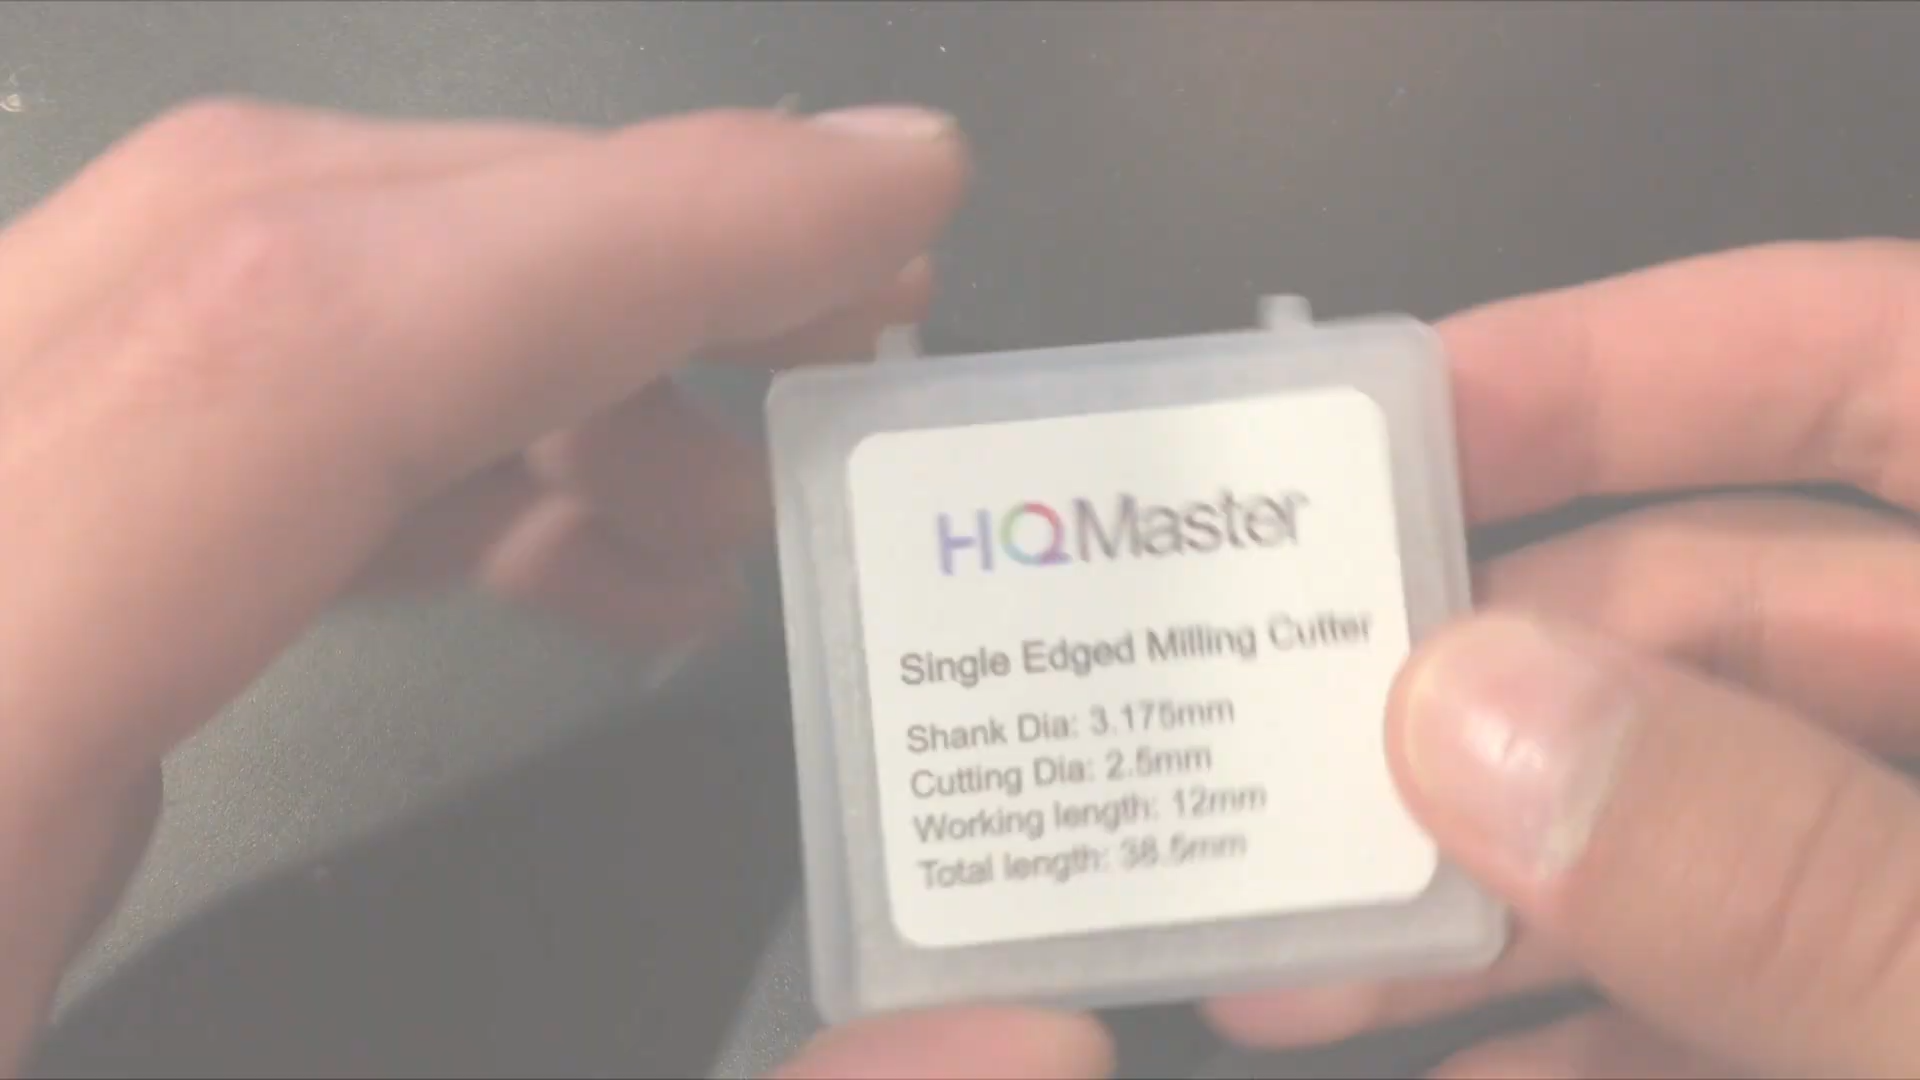 HQMaster
Single Edged Milling Cutter
Shank Dia: 3.175mm
Cutting Dia: 2.5mm
Working length: 12mm
Total length: 38.5mm